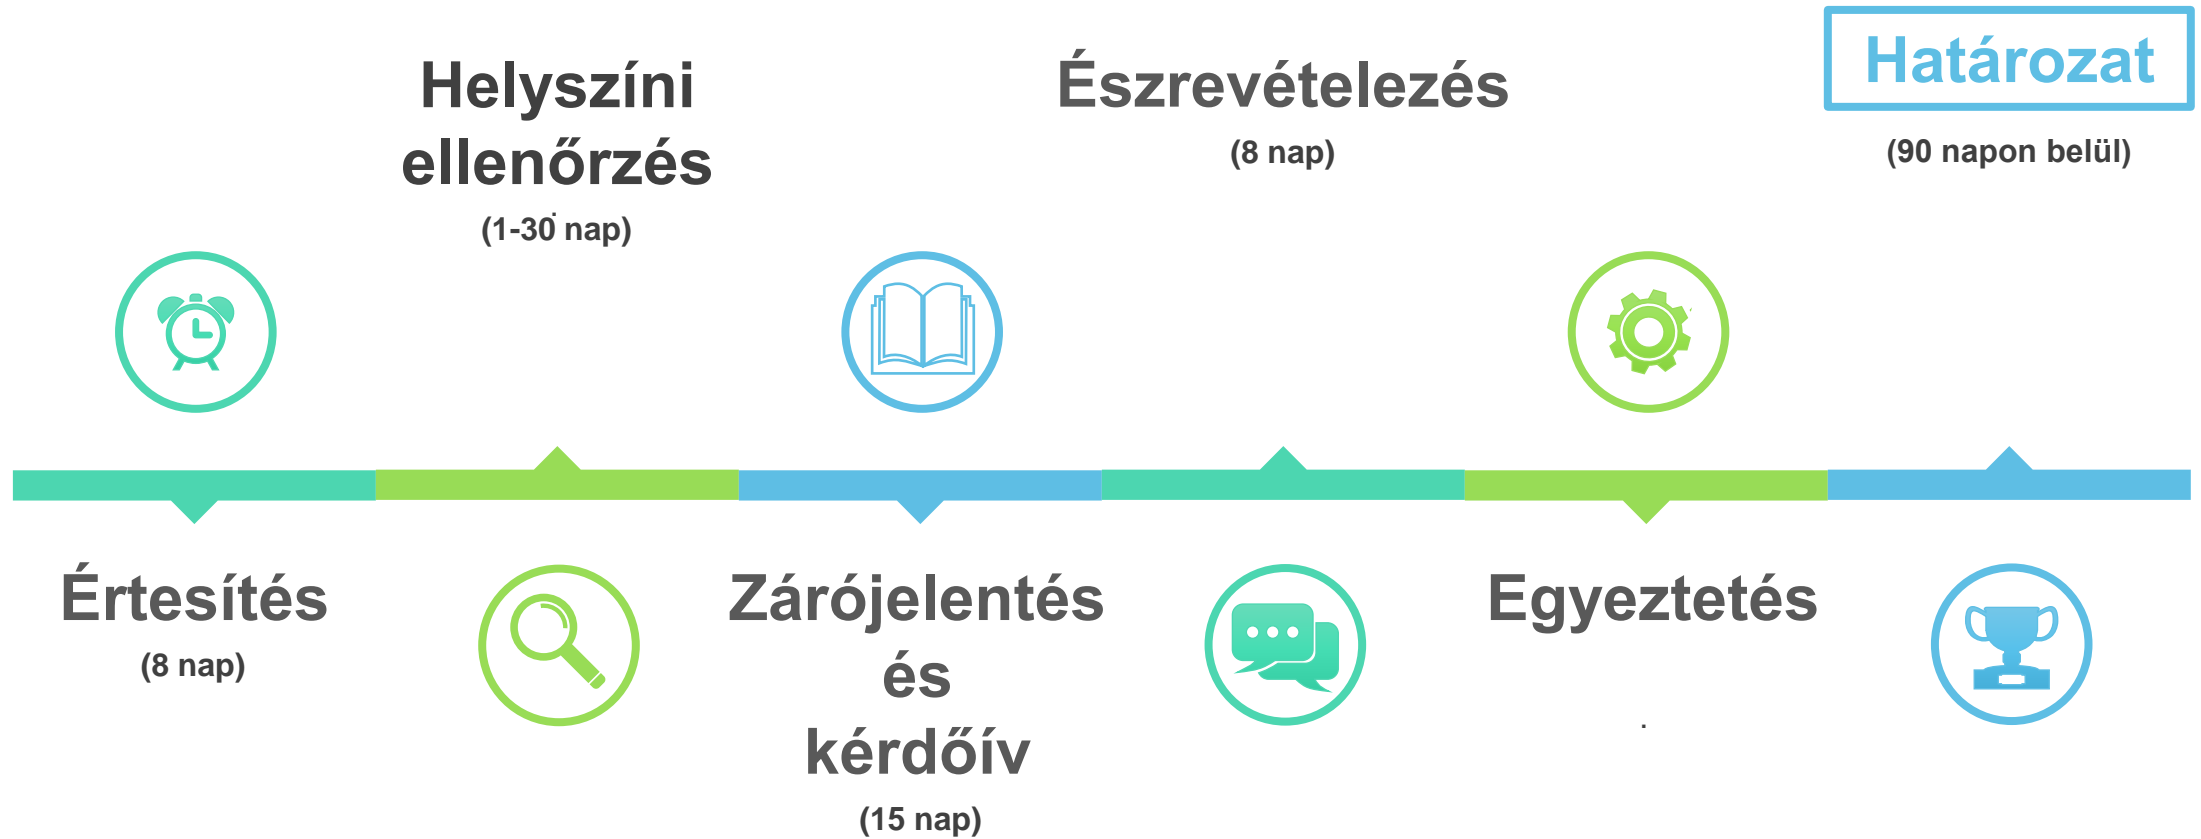 Értesítés
(8 nap)
Helyszíni
ellenőrzés
(1-30 nap)
Zárójelentés
és
kérdőív
(15 nap)
Észrevételezés
(8 nap)
Egyeztetés
Határozat
(90 napon belül)